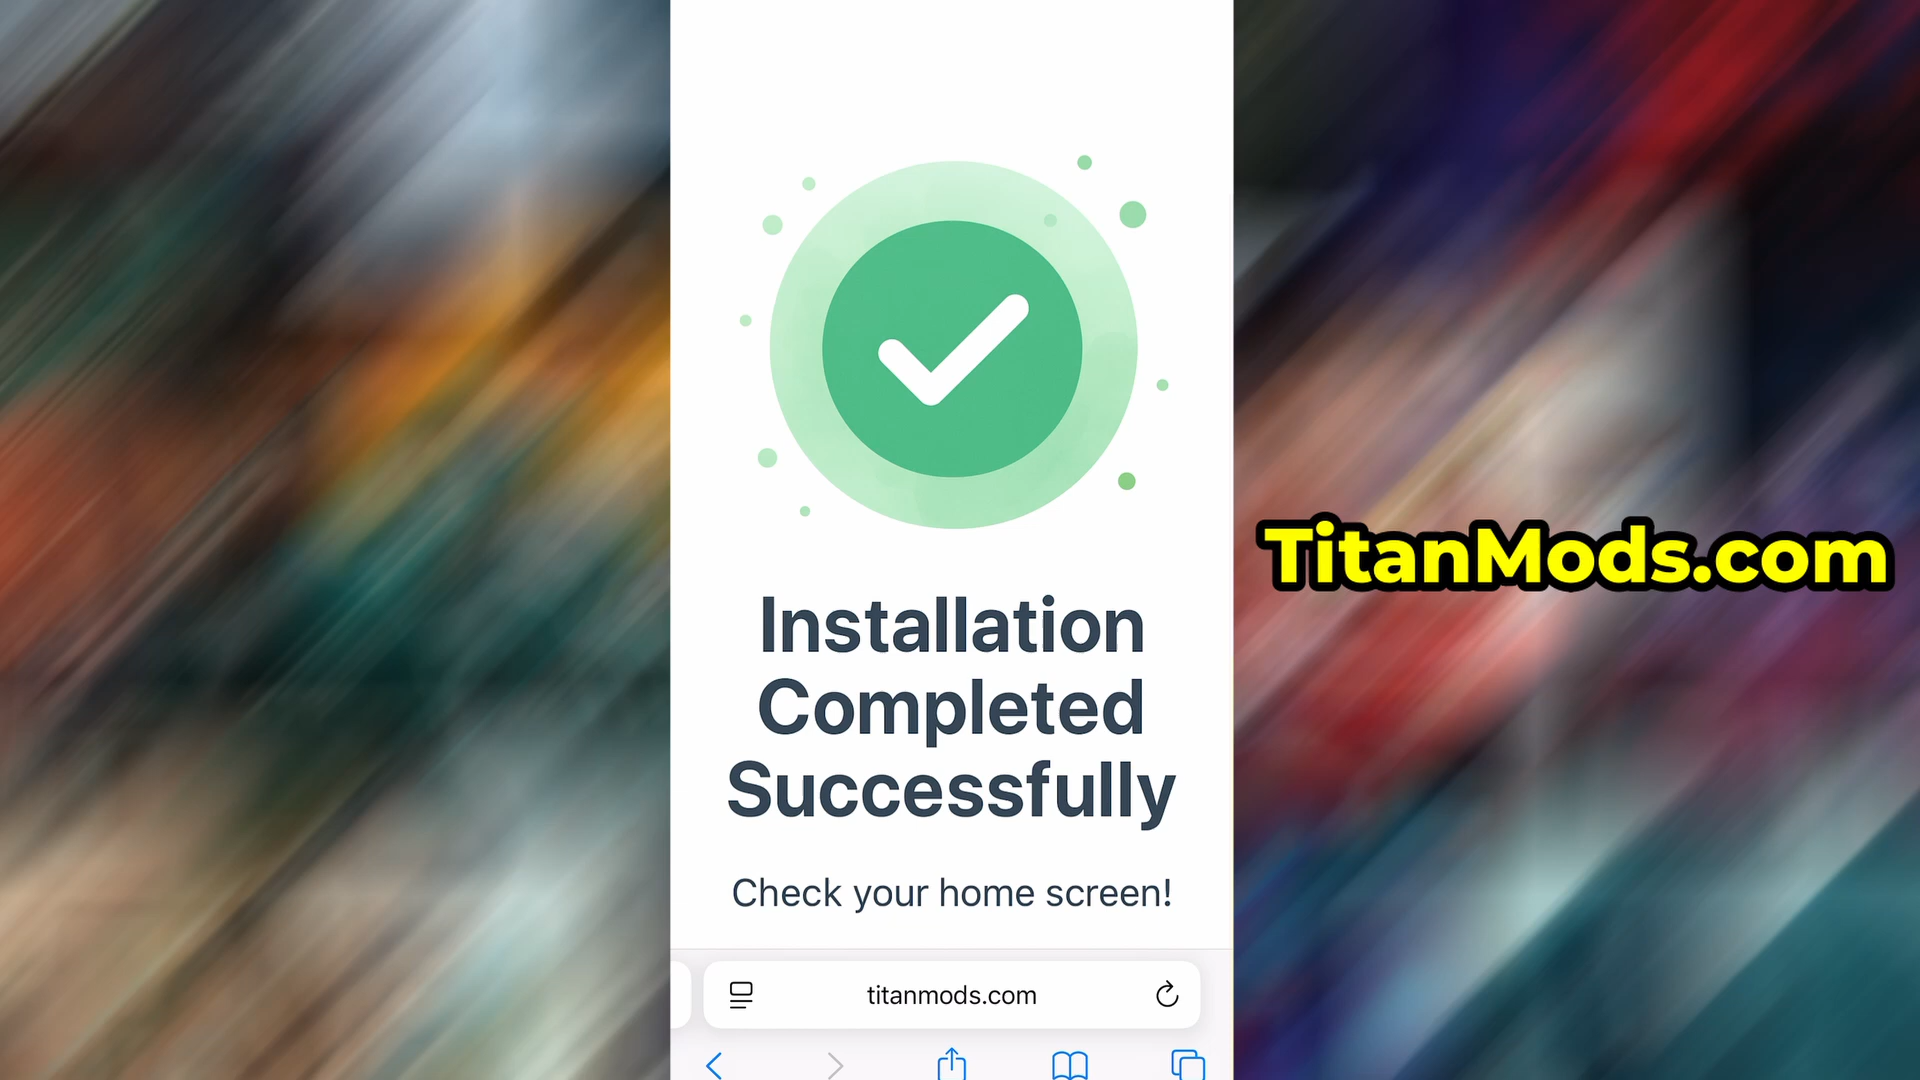 Installation
Completed
Successfully
Check your home screen!
titanmods.com
TitanMods.com